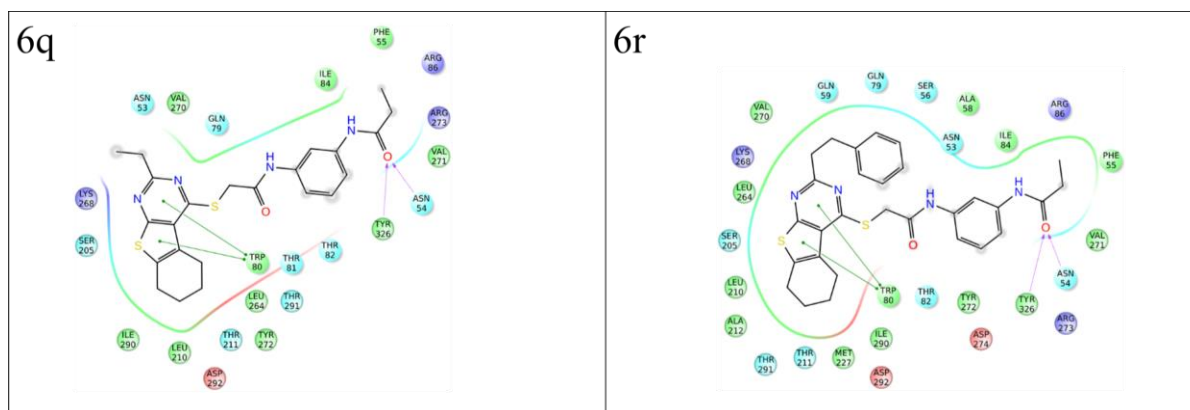 6q
PHE 55
ARG 86
ILE 84
ASN 53
VAL 270
GLN 79
ARG 273
VAL 271
ASN 54
TYR 326
LYS 268
SER 205
TRP 80
THR 81
THR 82
LEU 264
THR 291
ILE 290
LEU 210
THR 211
TYR 272
ASP 292
N
N
S
S
N
H
O
H
N
O
6r
GLN 59
GLN 79
SER 56
ALA 58
ARG 86
VAL 270
ASN 53
ILE 84
PHE 55
LYS 268
LEU 264
SER 205
VAL 271
ASN 54
LEU 210
TRP 80
THR 82
TYR 272
TYR 326
ARG 273
ALA 212
ILE 290
ASP 274
THR 291
THR 211
MET 227
ASP 292
N
N
S
S
H
N
O
H
N
O